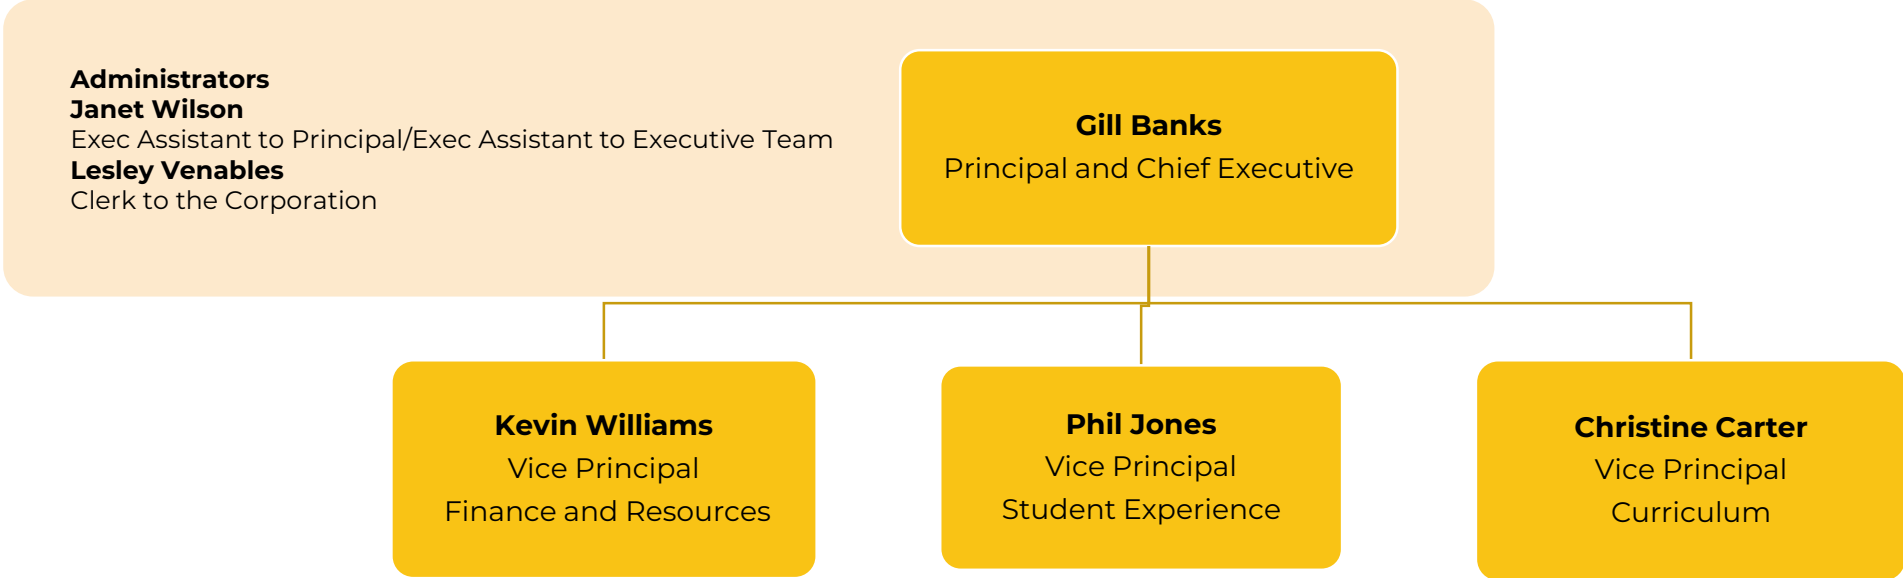 Administrators
Janet Wilson
Exec Assistant to Principal/Exec Assistant to Executive Team
Lesley Venables
Clerk to the Corporation
Gill Banks
Principal and Chief Executive
Kevin Williams
Vice Principal
Finance and Resources
Phil Jones
Vice Principal
Student Experience
Christine Carter
Vice Principal
Curriculum